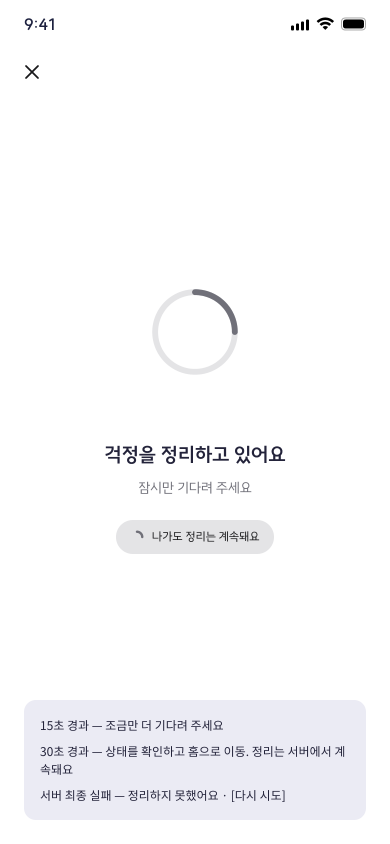 9:41
걱정을 정리하고 있어요
잠시만 기다려 주세요
나가도 정리는 계속돼요
15초 경과 — 조금만 더 기다려 주세요
30초 경과 — 상태를 확인하고 홈으로 이동. 정리는 서버에서 계
속돼요
서버 최종 실패 — 정리하지 못했어요 · [다시 시도]